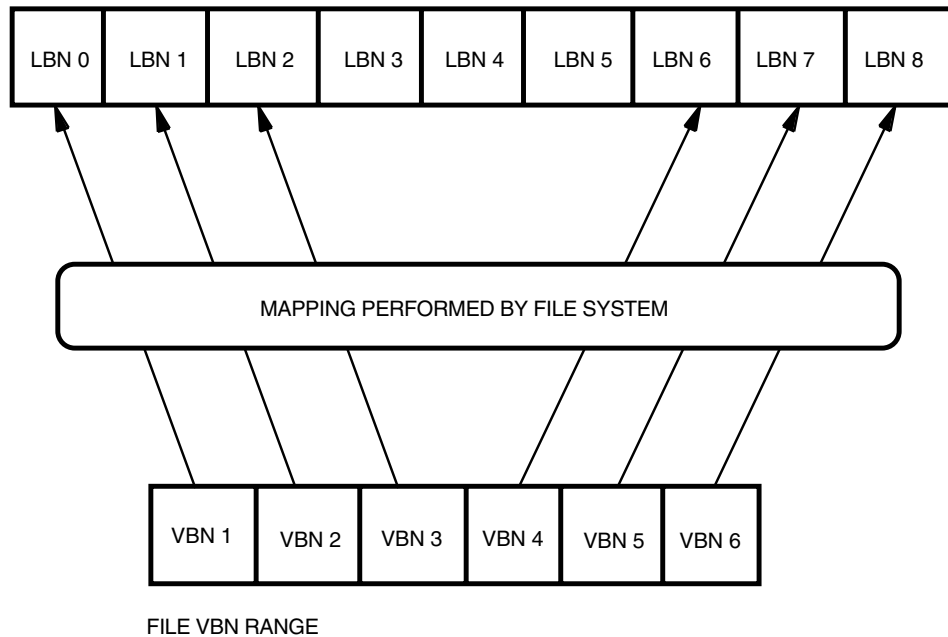 LBN 0 LBN 1 LBN 2 LBN 3 LBN 4 LBN 5 LBN 6 LBN 7 LBN 8
MAPPING PERFORMED BY FILE SYSTEM
VBN 1 VBN 2 VBN 3 VBN 4 VBN 5 VBN 6
FILE VBN RANGE